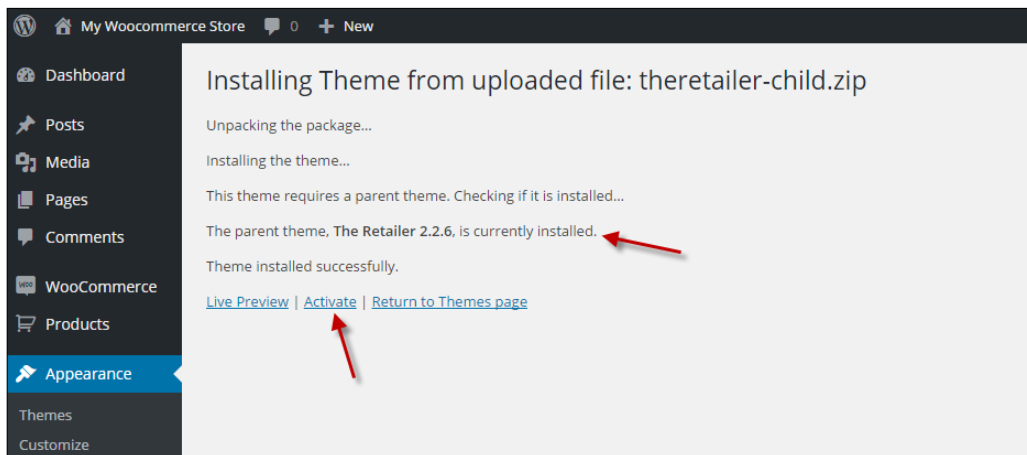 My Woocommerce Store 0 + New
Dashboard
Posts
Media
Pages
Comments
WooCommerce
Products
Appearance
Themes
Customize
Installing Theme from uploaded file: theretailer-child.zip
Unpacking the package...
Installing the theme...
This theme requires a parent theme. Checking if it is installed...
The parent theme, The Retailer 2.2.6, is currently installed.
Theme installed successfully.
Live Preview | Activate | Return to Themes page